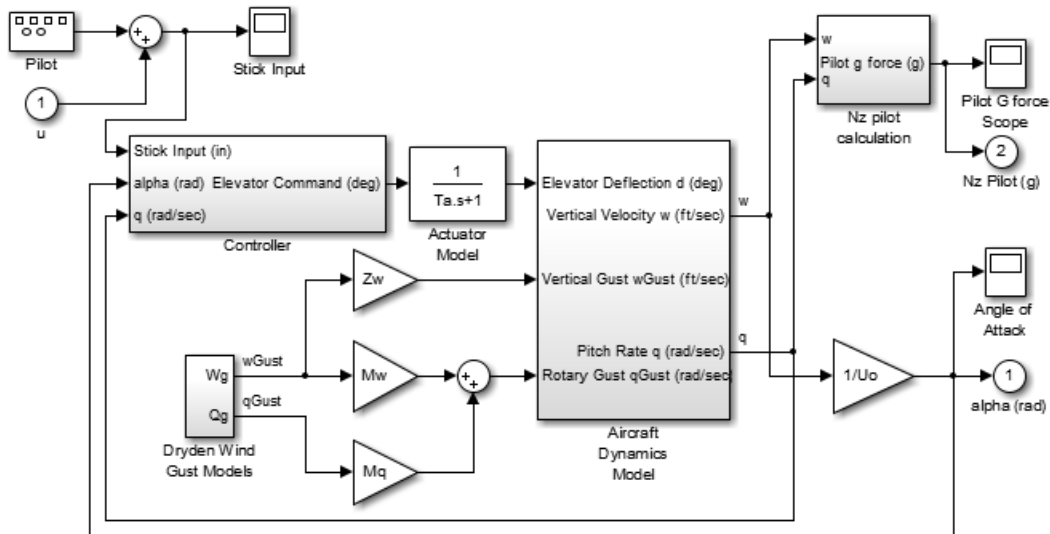 Pilot
+
+
Stick Input
1
u
w
Pilot g force (g)
q
Nz pilot
calculation
Pilot G force
Scope
2
Nz Pilot (g)
Stick Input (in)
alpha (rad)
Elevator Command (deg)
q (rad/sec)
Controller
1
Ta.s+1
Actuator
Model
Elevator Deflection d (deg)
Vertical Velocity w (ft/sec)
Vertical Gust wGust (ft/sec)
Pitch Rate q (rad/sec)
Rotary Gust qGust (rad/sec)
Aircraft
Dynamics
Model
w
q
Zw
Mw
Mq
+
+
Wg
Qg
wGust
qGust
Dryden Wind
Gust Models
1/Uo
Angle of
Attack
1
alpha (rad)